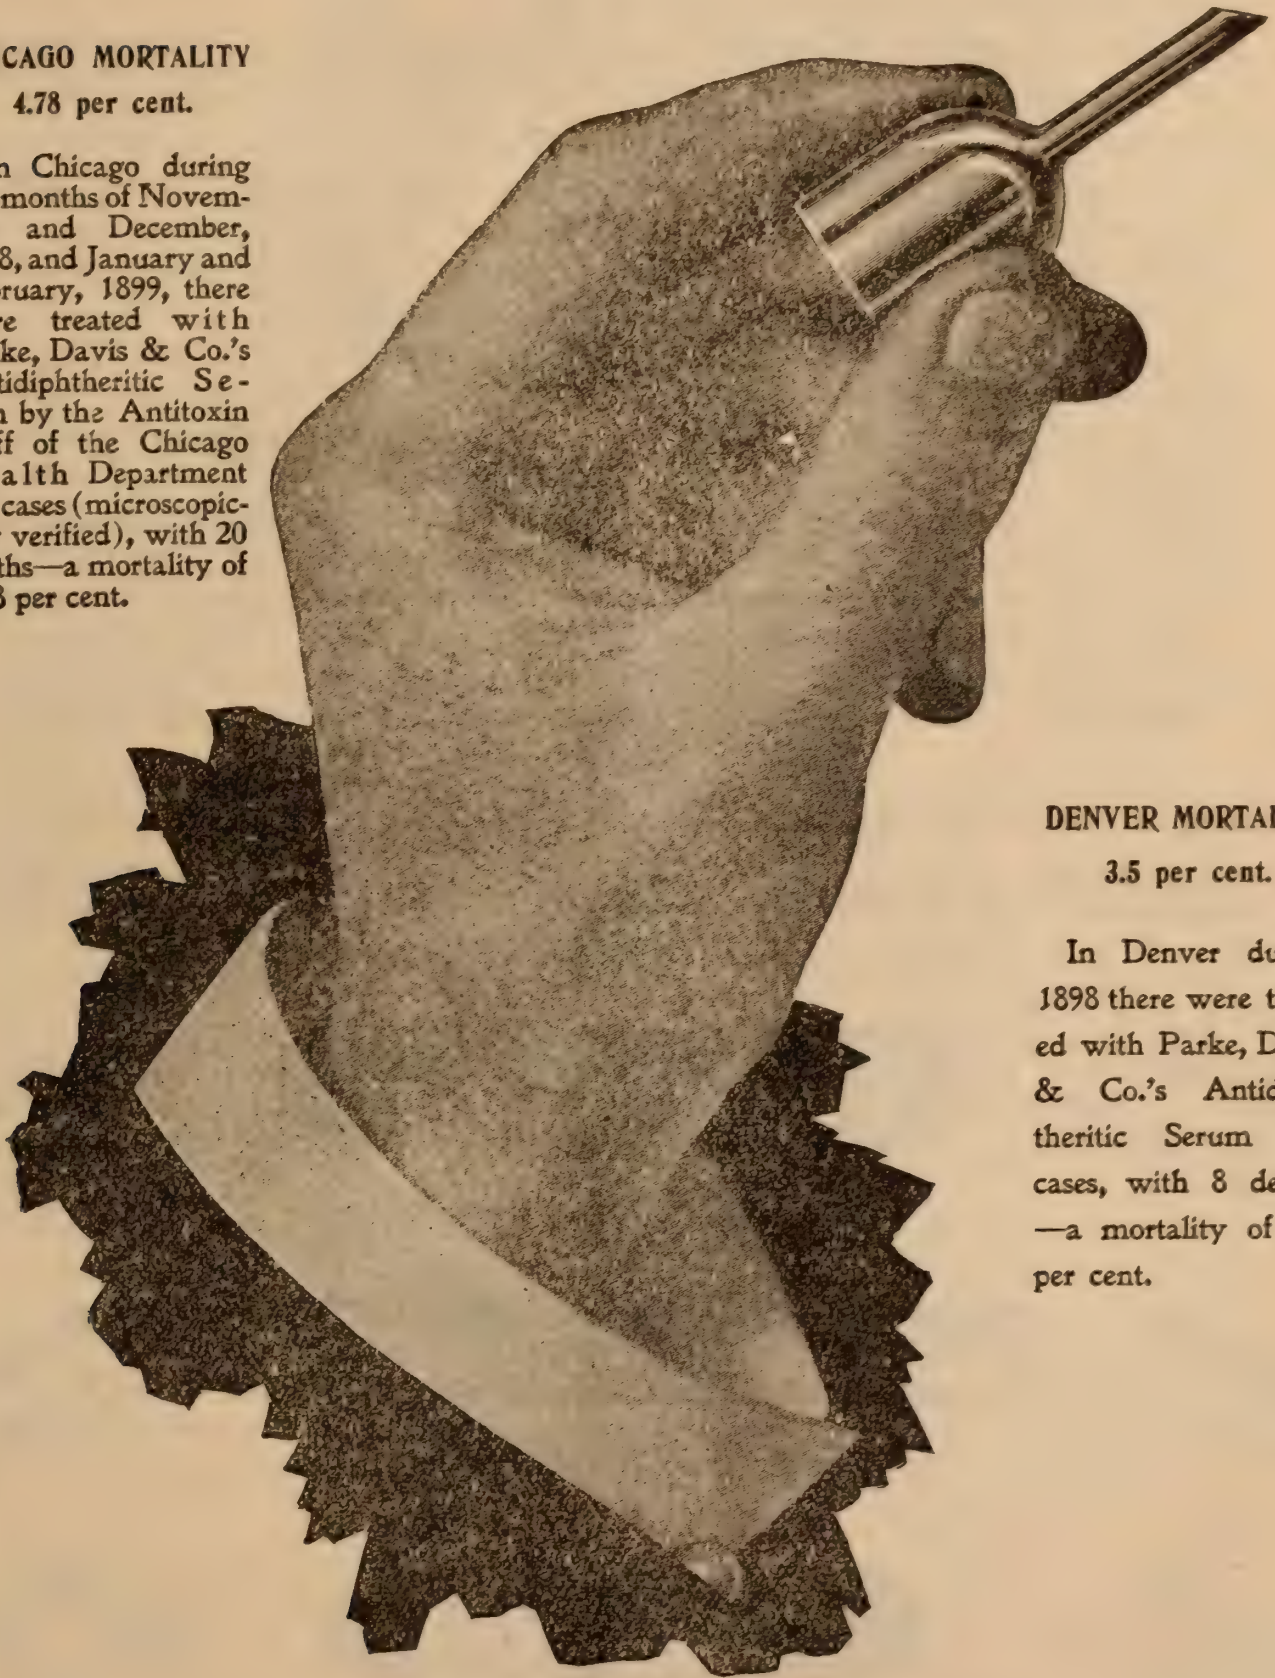 CAGO MORTALITY
4.78 per cent.
n Chicago during
months of Novem-
and December,
8, and January and
ruary, 1899, there
re treated with
ke, Davis & Co.'s
tidiphtheritic Se-
n by the Antitoxin
ff of the Chicago
alth Department
cases (microscopic-
verified), with 20
ths—a mortality of
per cent.
DENVER MORTA
3.5 per cent.
In Denver du
1898 there were t
ed with Parke, D
& Co.'s Antid
theritic Serum
cases, with 8 de
—a mortality of
per cent.